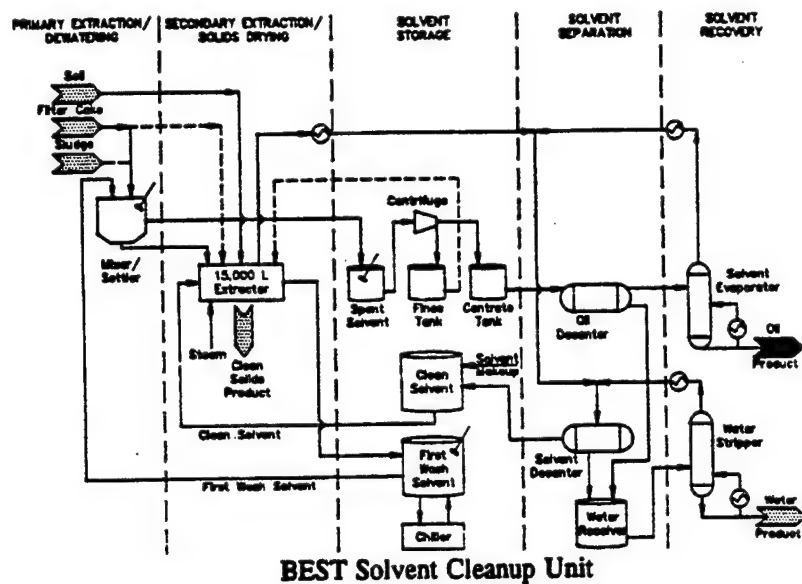 PRIMARY EXTRACTION/
DEWATERING
SECONDARY EXTRACTION/
SOLIDS DRYING
SOLVENT
STORAGE
SOLVENT
SEPARATION
SOLVENT
RECOVERY
Soil
Filter Cake
Sludge
Mixer/
Settler
15,000 L
Extractor
Steam
Clean
Solids
Product
Centrifuge
Spent
Solvent
Fines
Tank
Centrate
Tank
Oil
Decanter
Solvent
Evaporator
Oil
Product
Clean
Solvent
Solvent
Makeup
Clean Solvent
First
Wash
Solvent
First Wash Solvent
Chiller
Solvent
Decanter
Water
Receiver
Water
Stripper
Water
Product
BEST Solvent Cleanup Unit